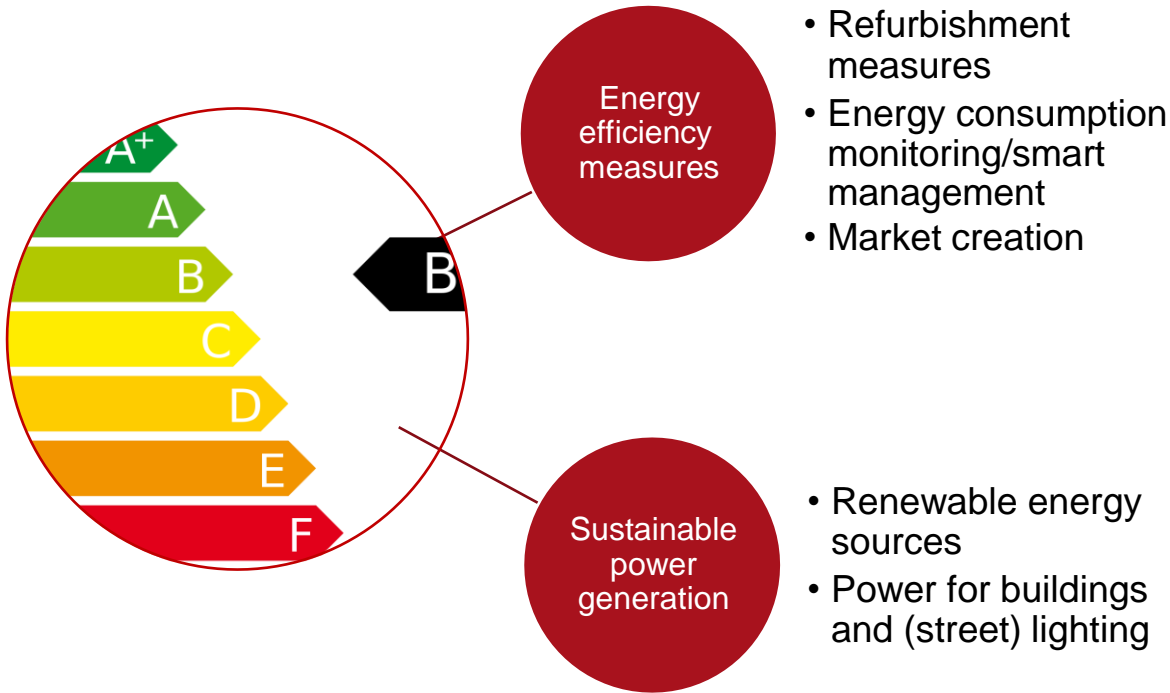 A+
A
B
C
D
E
F
B
Energy
efficiency
measures
• Refurbishment
measures
• Energy consumption
monitoring/smart
management
• Market creation
Sustainable
power
generation
• Renewable energy
sources
• Power for buildings
and (street) lighting